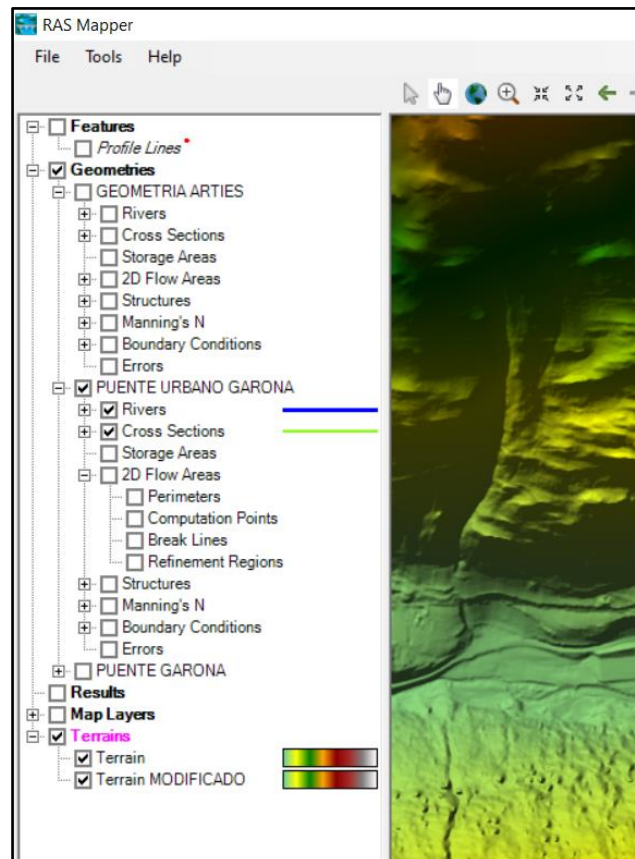 RAS Mapper
File Tools Help
Features
Profile Lines
Geometries
GEOMETRIA ARTIES
Rivers
Cross Sections
Storage Areas
2D Flow Areas
Structures
Manning's N
Boundary Conditions
Errors
PUENTE URBANO GARONA
Rivers
Cross Sections
Storage Areas
2D Flow Areas
Perimeters
Computation Points
Break Lines
Refinement Regions
Structures
Manning's N
Boundary Conditions
Errors
PUENTE GARONA
Results
Map Layers
Terrains
Terrain
Terrain MODIFICADO